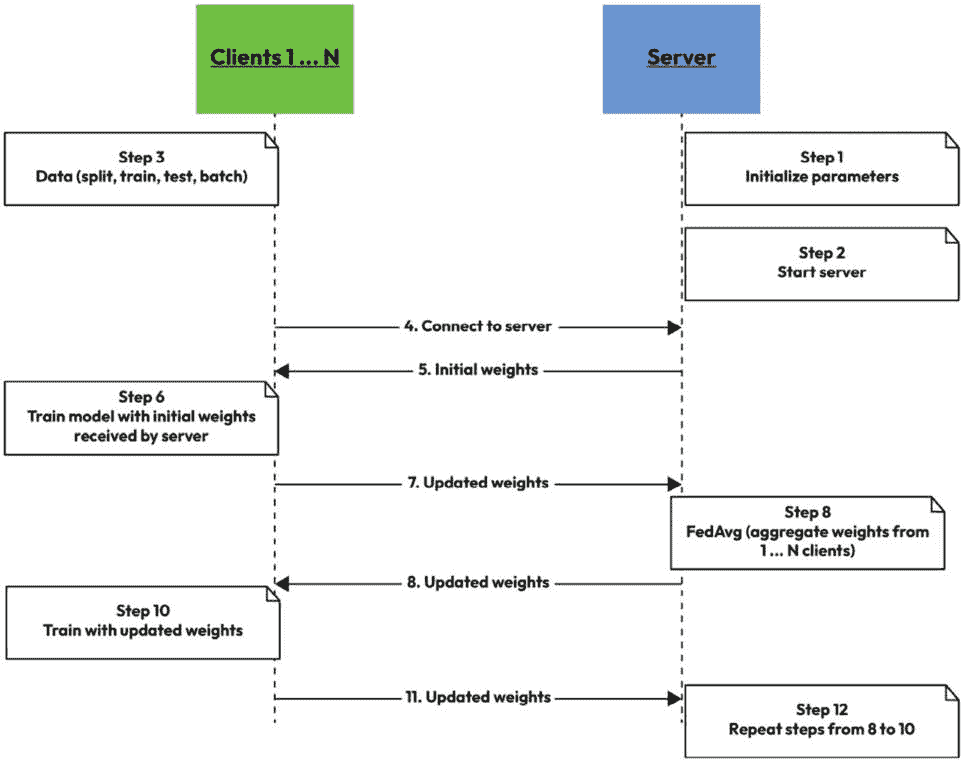 Clients 1 ... N
Server
Step 3
Data (split, train, test, batch)
Step 1
Initialize parameters
Step 2
Start server
4. Connect to server
5. Initial weights
Step 6
Train model with initial weights
received by server
7. Updated weights
Step 8
FedAvg (aggregate weights from
1 ... N clients)
8. Updated weights
Step 10
Train with updated weights
11. Updated weights
Step 12
Repeat steps from 8 to 10